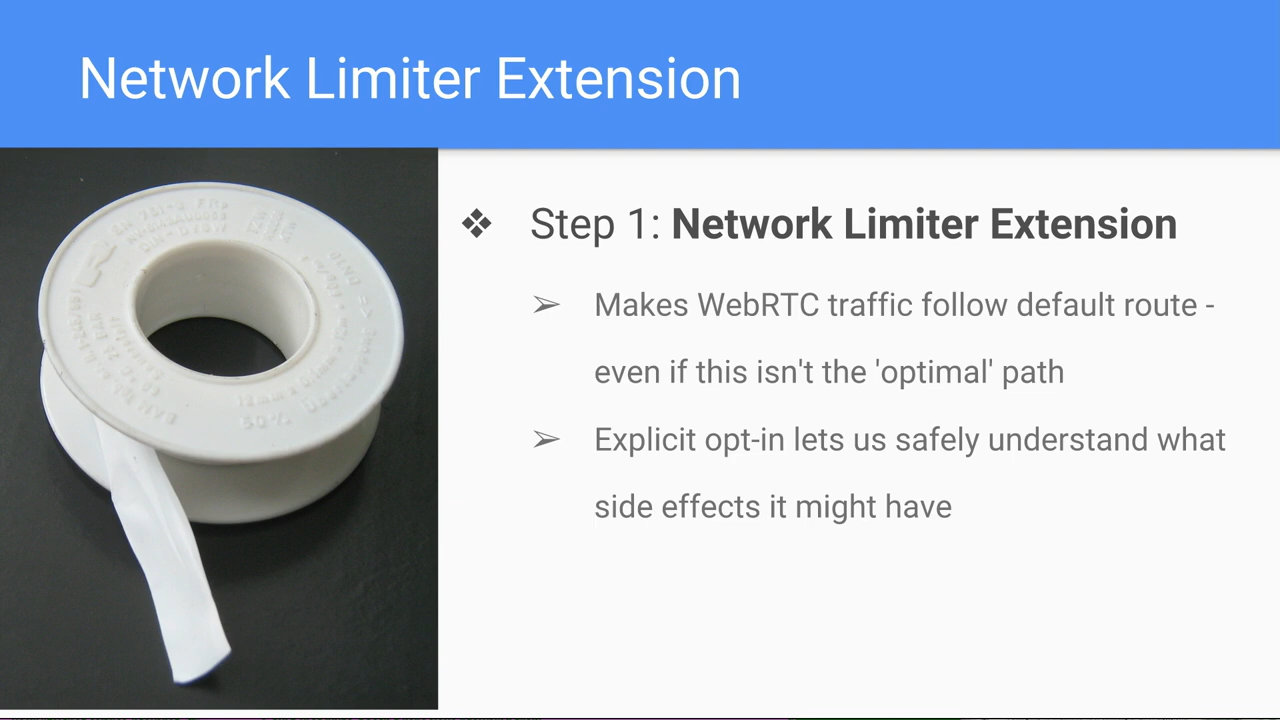 Network Limiter Extension
❖ Step 1: Network Limiter Extension
➢ Makes WebRTC traffic follow default route -
even if this isn't the 'optimal' path
➢ Explicit opt-in lets us safely understand what
side effects it might have